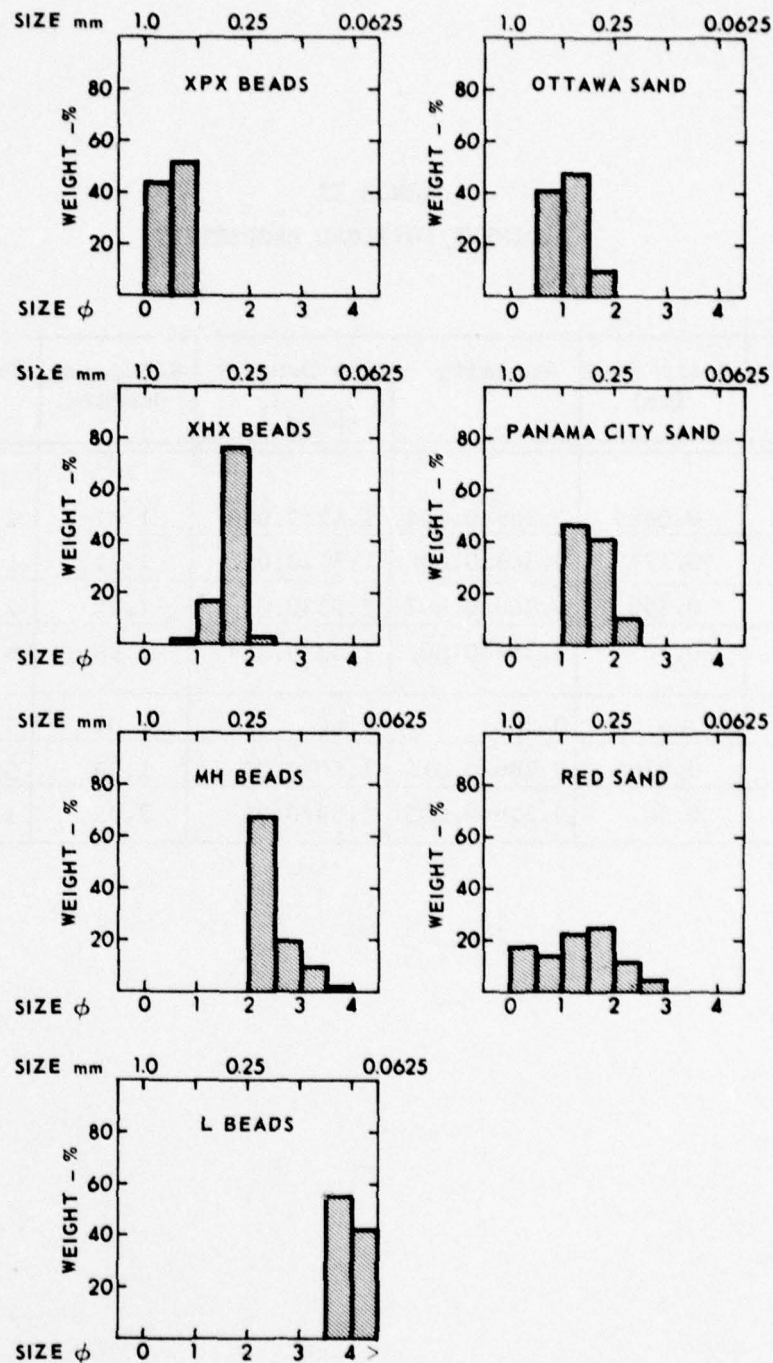 SIZE mm 1.0 0.25 0.0625
XPX BEADS
WEIGHT -%
80
60
40
20
SIZE φ 0 1 2 3 4
1.0 0.25 0.0625
OTTAWA SAND
WEIGHT -%
80
60
40
20
0 1 2 3 4
SIZE mm 1.0 0.25 0.0625
XHX BEADS
WEIGHT -%
80
60
40
20
SIZE φ 0 1 2 3 4
1.0 0.25 0.0625
PANAMA CITY SAND
WEIGHT -%
80
60
40
20
0 1 2 3 4
SIZE mm 1.0 0.25 0.0625
MH BEADS
WEIGHT -%
80
60
40
20
SIZE φ 0 1 2 3 4
1.0 0.25 0.0625
RED SAND
WEIGHT -%
80
60
40
20
0 1 2 3 4
SIZE mm 1.0 0.25 0.0625
L BEADS
WEIGHT -%
80
60
40
20
SIZE φ 0 1 2 3 4 >